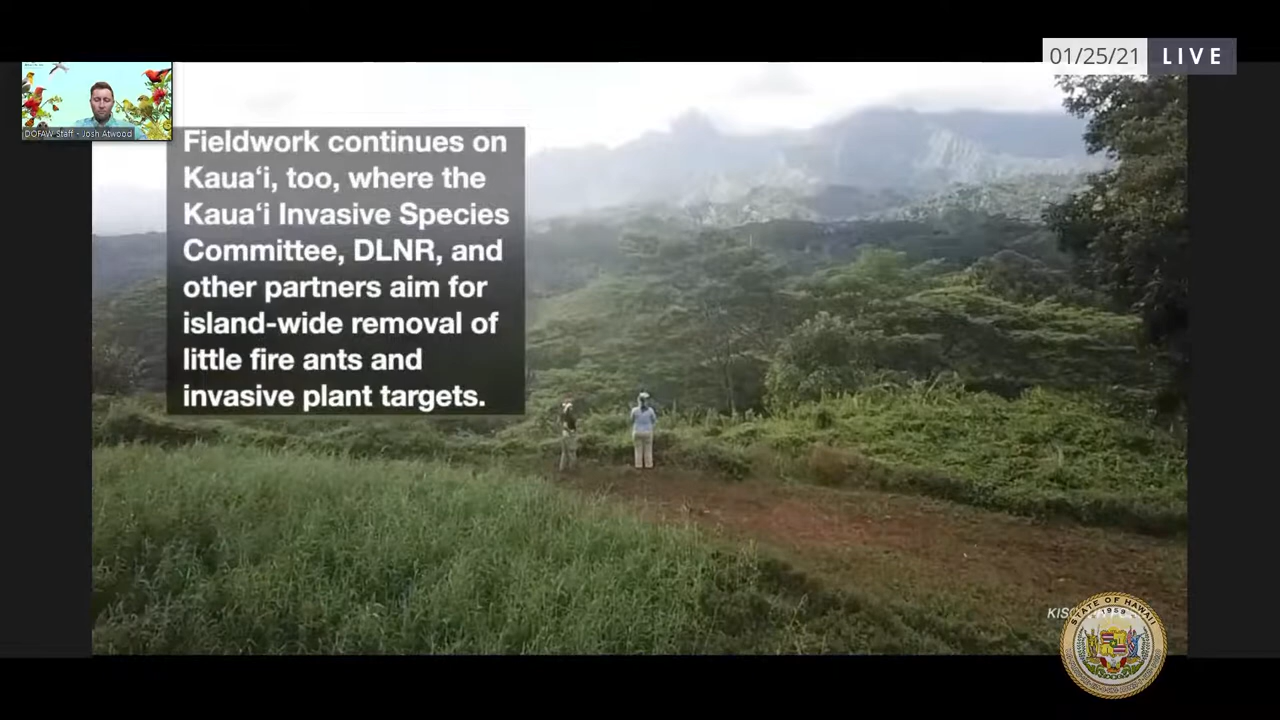 01/25/21 LIVE
DOFAW Staff - Josh Atwood
Fieldwork continues on
Kauaʻi, too, where the
Kauaʻi Invasive Species
Committee, DLNR, and
other partners aim for
island-wide removal of
little fire ants and
invasive plant targets.
STATE OF HAWAII
1959